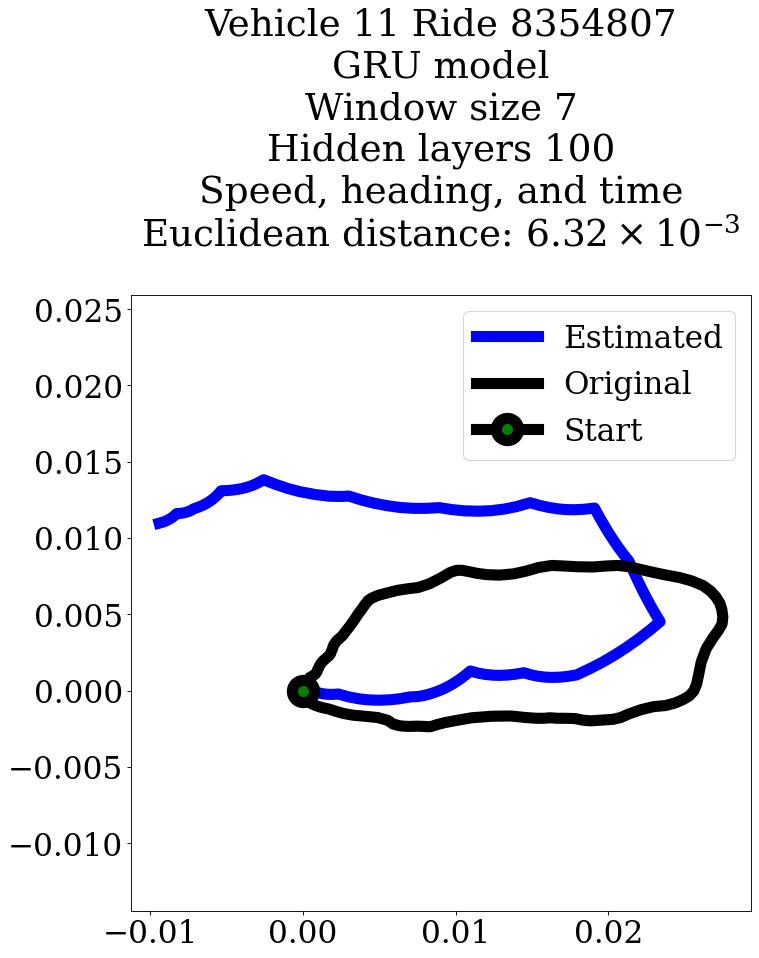 Vehicle 11 Ride 8354807
GRU model
Window size 7
Hidden layers 100
Speed, heading, and time
Euclidean distance: 6.32 × 10⁻³
0.025
0.020
0.015
0.010
0.005
0.000
−0.005
−0.010
Estimated
Original
Start
−0.01 0.00 0.01 0.02